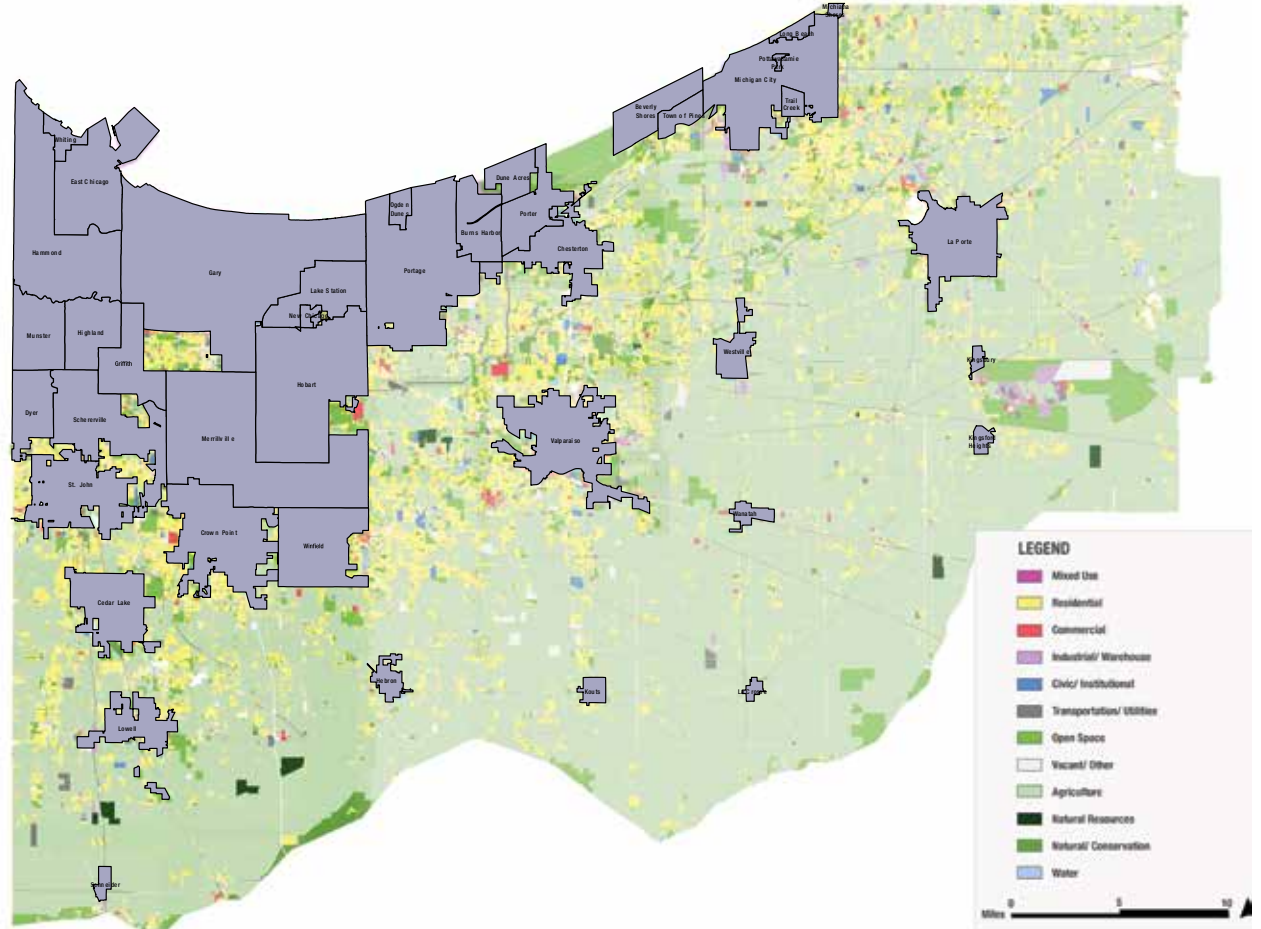 Michiana
Shores
Long Beach
Pottawattamie
Park
Michigan City
Trail
Creek
Beverly
Shores
Town of Pines
Whiting
East Chicago
Dune Acres
Ogden
Dunes
Porter
Burns Harbor
Chesterton
La Porte
Hammond
Gary
Portage
Lake Station
New Chicago
Munster
Highland
Griffith
Westville
Kingsbury
Hobart
Dyer
Schererville
Merrillville
Valparaiso
Kingsford
Heights
St. John
Wanatah
Crown Point
Winfield
Cedar Lake
Hebron
Kouts
La Crosse
Lowell
Schneider
LEGEND
Mixed Use
Residential
Commercial
Industrial/ Warehouse
Civic/ Institutional
Transportation/ Utilities
Open Space
Vacant/ Other
Agriculture
Natural Resources
Natural/ Conservation
Water
Miles 0 5 10